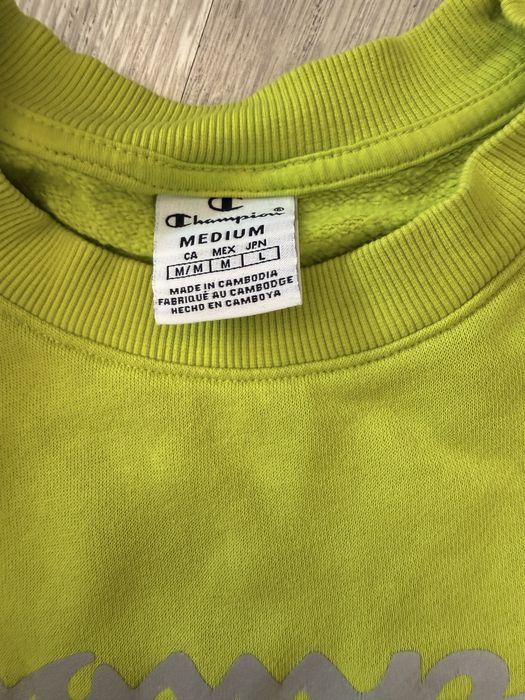 Champion®
MEDIUM
CA MEX JPN
M/M M L
MADE IN CAMBODIA
FABRIQUÉ AU CAMBODGE
HECHO EN CAMBOYA